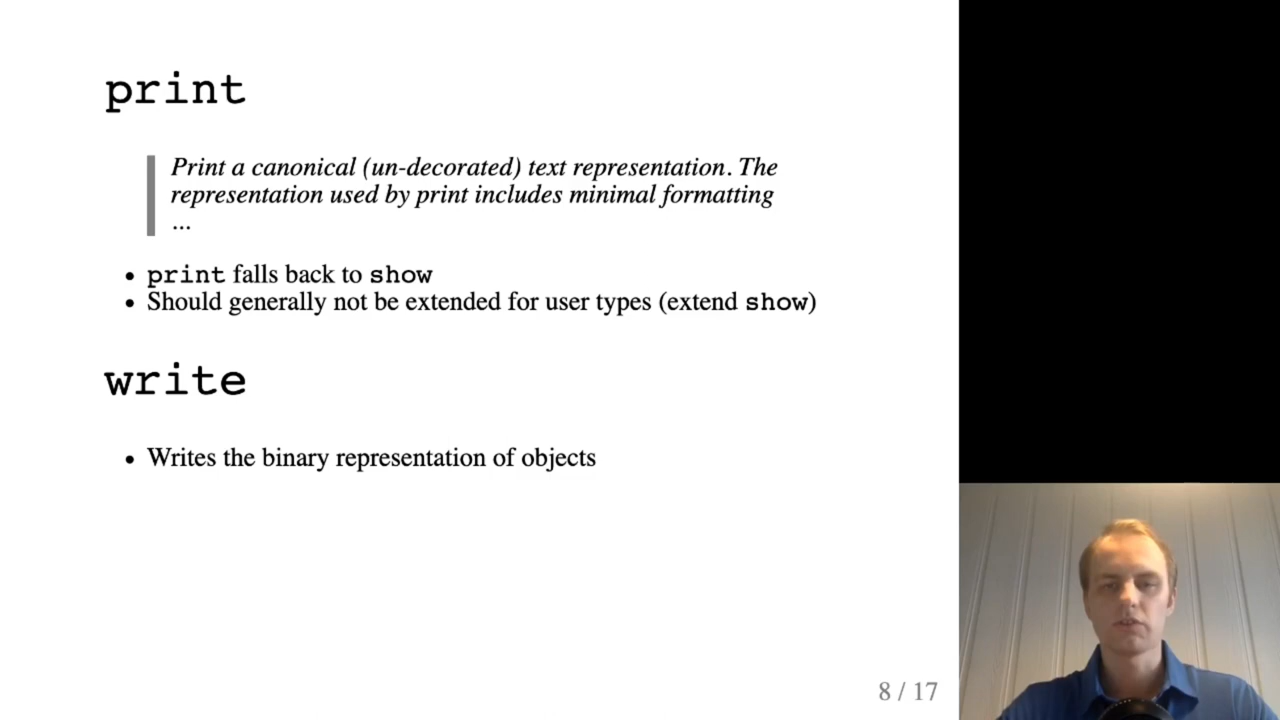 print
Print a canonical (un-decorated) text representation. The
representation used by print includes minimal formatting
...
• print falls back to show
• Should generally not be extended for user types (extend show)
write
• Writes the binary representation of objects
8 / 17